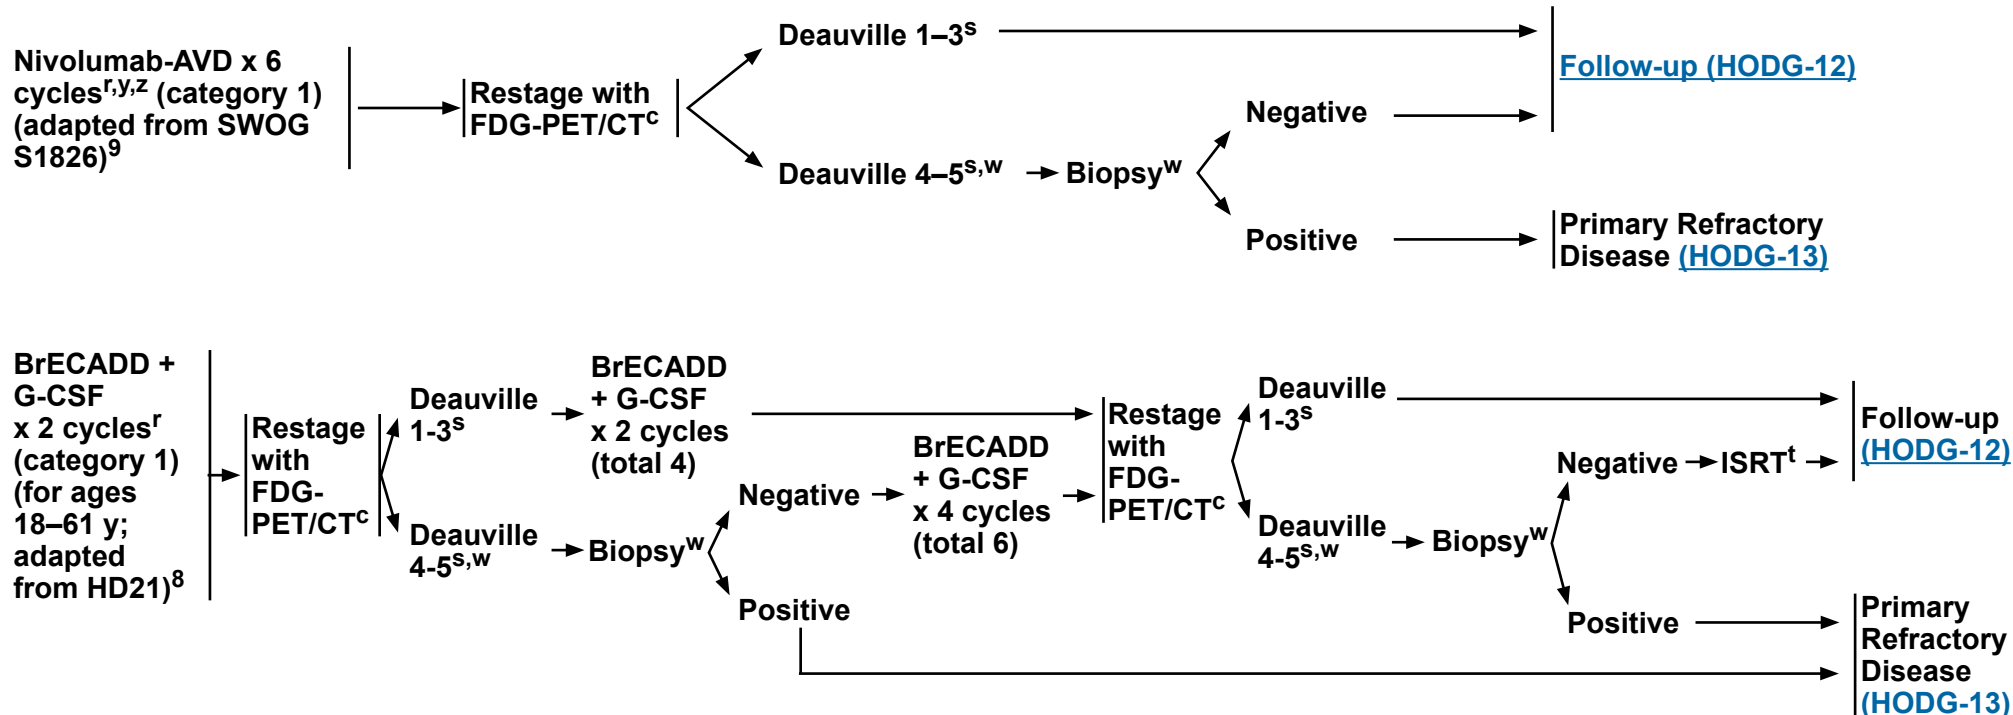 Nivolumab-AVD x 6
cycles^r,y,z (category 1)
(adapted from SWOG
S1826)^9
Restage with
FDG-PET/CT^c
Deauville 1–3^s
Deauville 4–5^s,w
Biopsy^w
Negative
Positive
Follow-up (HODG-12)
Primary Refractory
Disease (HODG-13)
BrECADD +
G-CSF
x 2 cycles^r
(category 1)
(for ages
18–61 y;
adapted
from HD21)^8
Restage
with
FDG-
PET/CT^c
Deauville
1-3^s
BrECADD
+ G-CSF
x 2 cycles
(total 4)
Deauville
4-5^s,w
Biopsy^w
Negative
BrECADD
+ G-CSF
x 4 cycles
(total 6)
Positive
Restage
with
FDG-
PET/CT^c
Deauville
1-3^s
Deauville
4-5^s,w
Biopsy^w
Negative
ISRT^t
Positive
Follow-up
(HODG-12)
Primary
Refractory
Disease
(HODG-13)